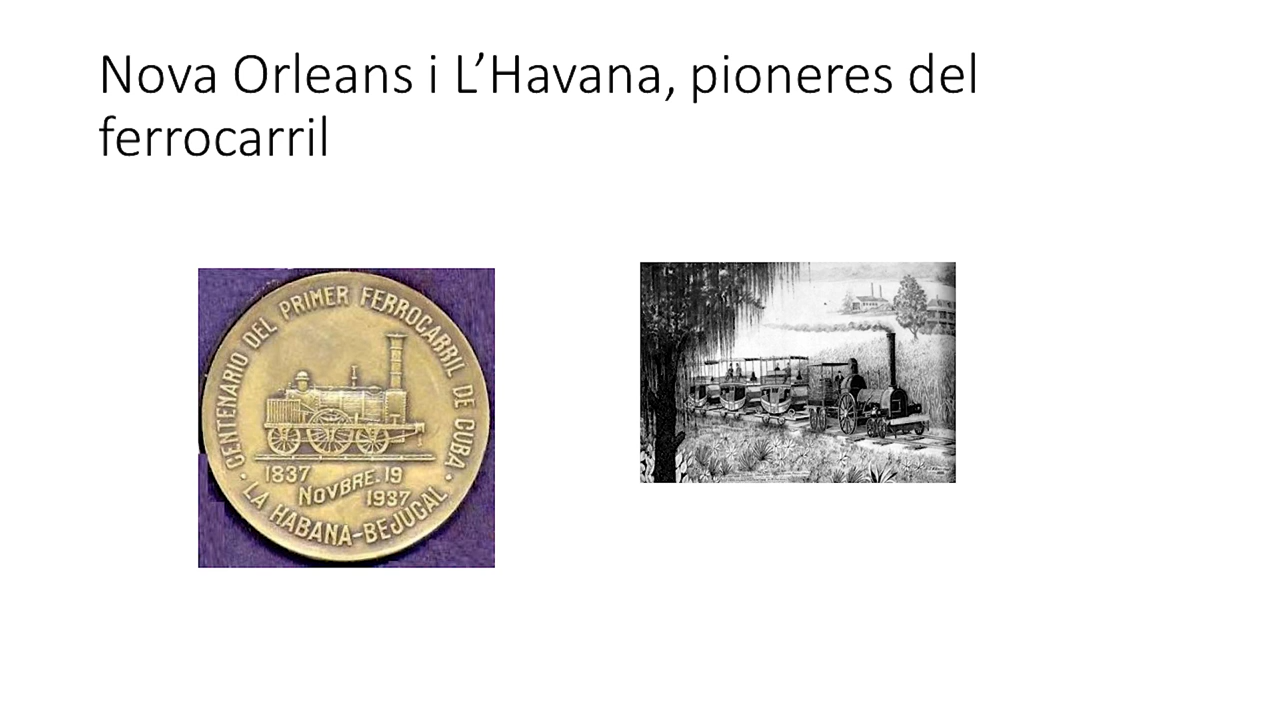 Nova Orleans i L’Havana, pioneres del
ferrocarril
CENTENARIO DEL PRIMER FERROCARRIL DE CUBA
1837 NOVBRE. 19
1937
· LA HABANA-BEJUCAL ·